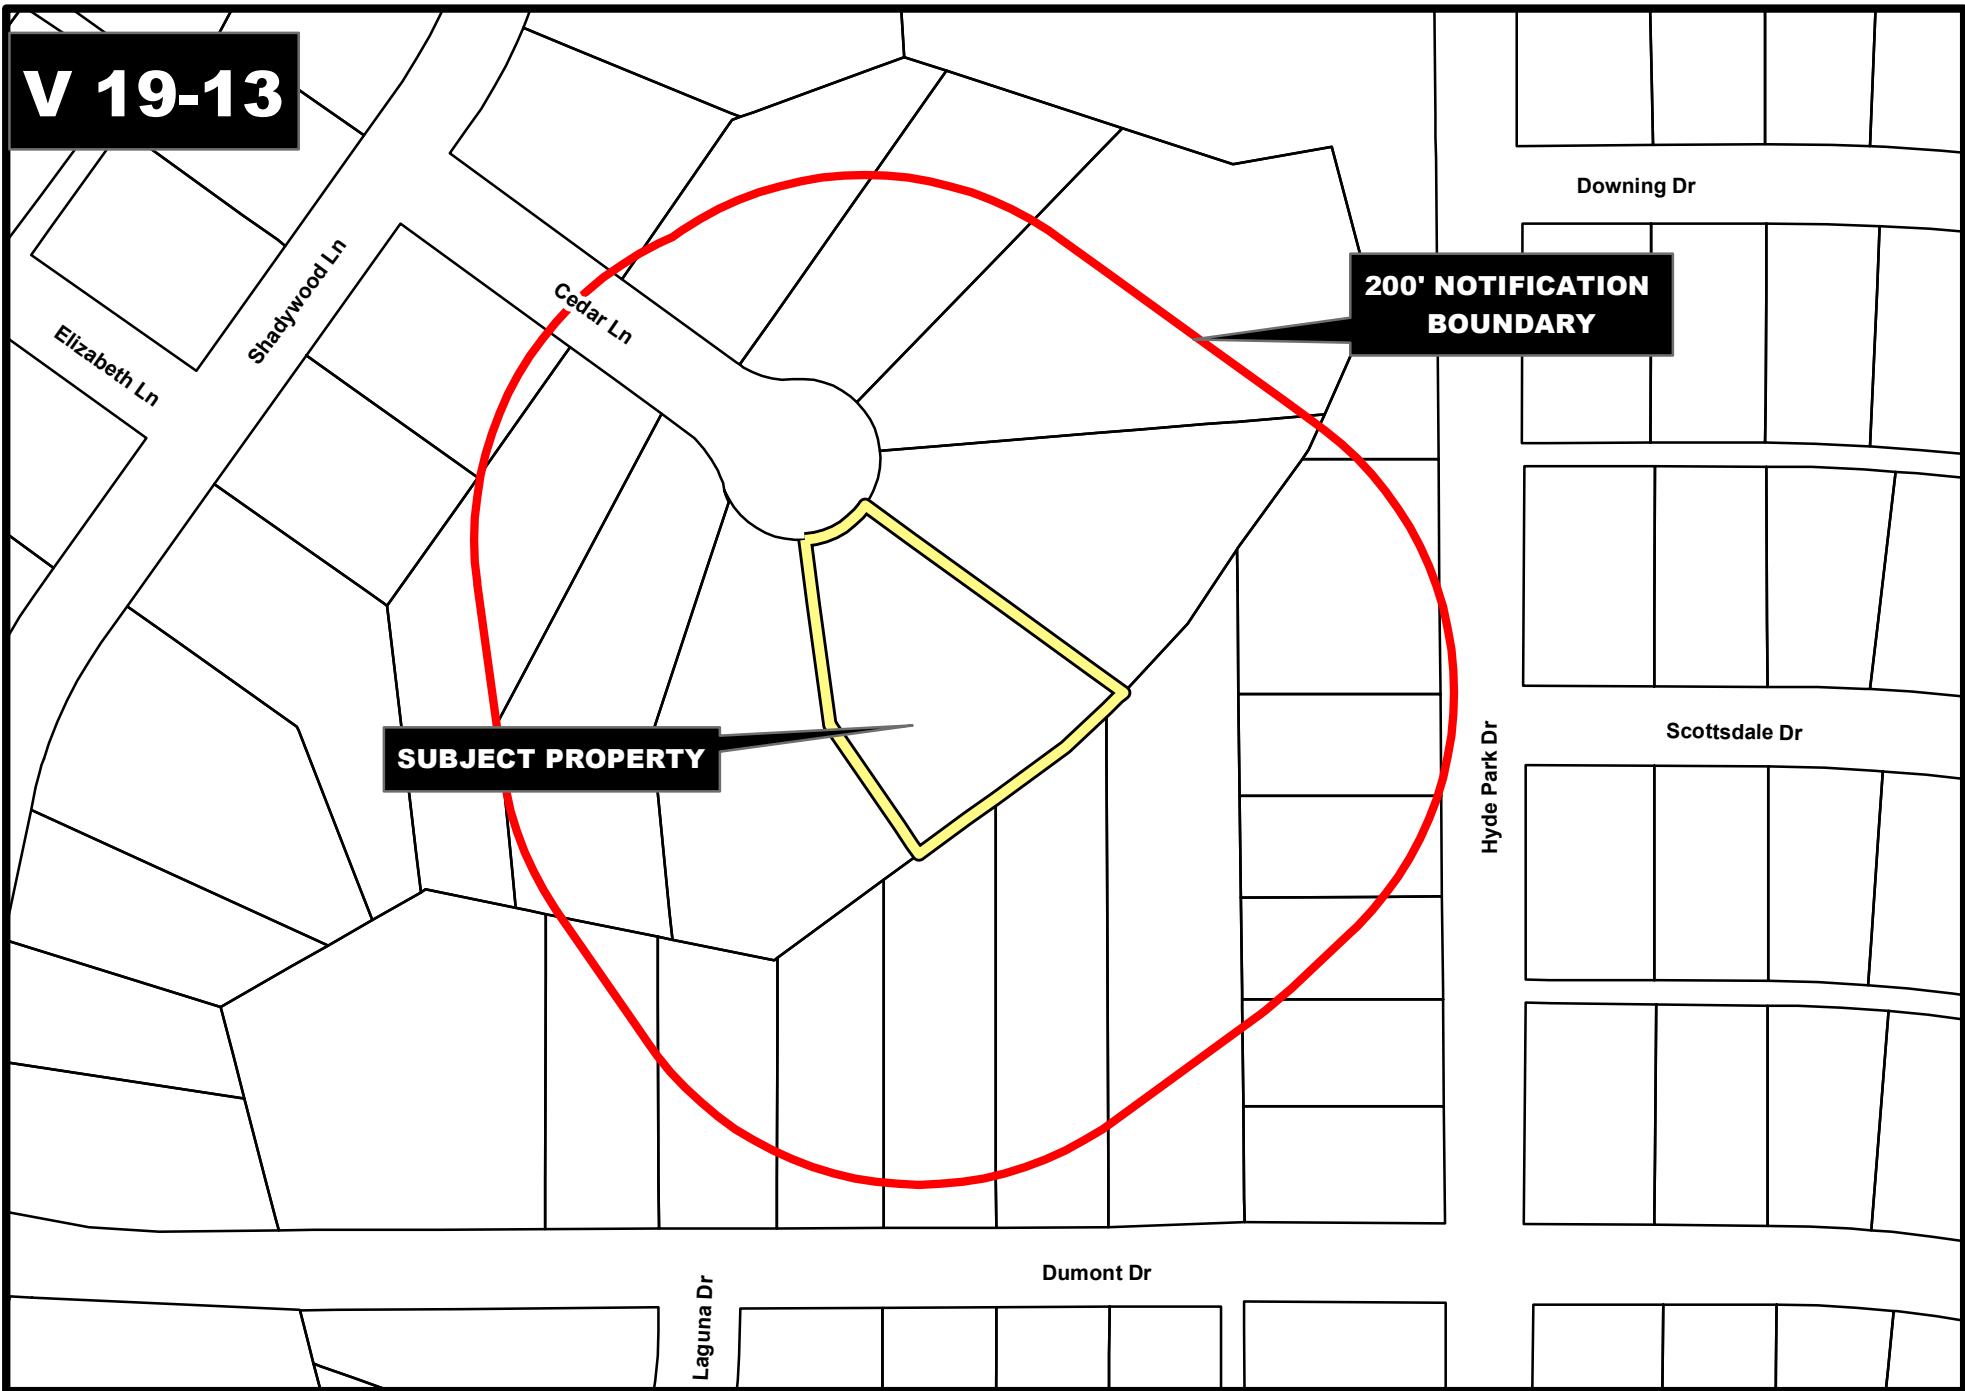 V 19-13
Downing Dr
200' NOTIFICATION
BOUNDARY
Shadywood Ln
Cedar Ln
Elizabeth Ln
SUBJECT PROPERTY
Scottsdale Dr
Hyde Park Dr
Dumont Dr
Laguna Dr